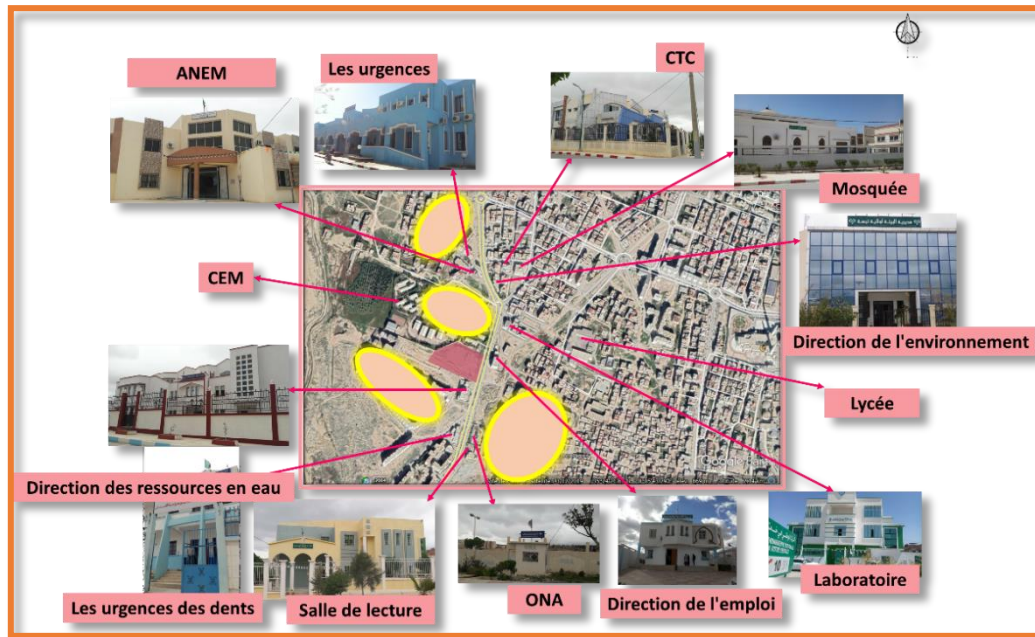 ANEM
Les urgences
CTC
Mosquée
CEM
Direction de l'environnement
Lycée
Direction des ressources en eau
Les urgences des dents
Salle de lecture
ONA
Direction de l'emploi
Laboratoire
10